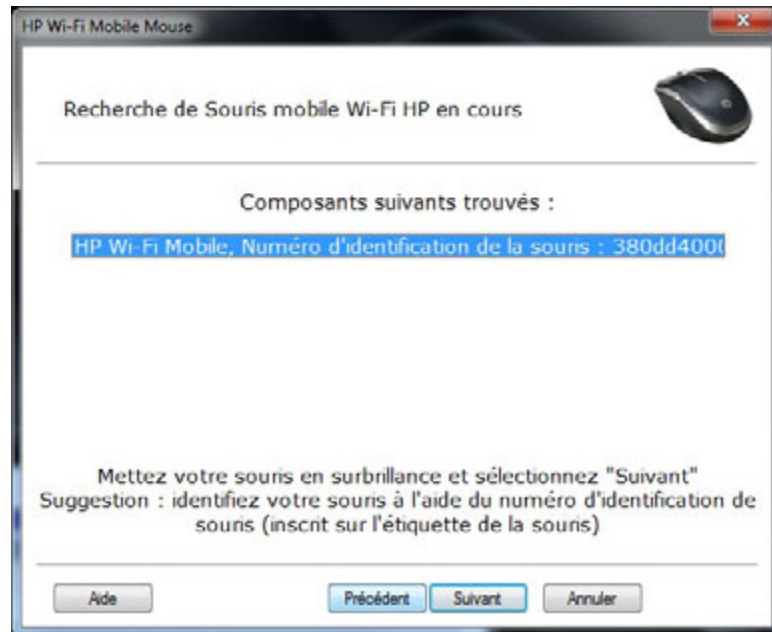 HP Wi-Fi Mobile Mouse
Recherche de Souris mobile Wi-Fi HP en cours
Composants suivants trouvés :
HP Wi-Fi Mobile, Numéro d'identification de la souris : 380dd400
Mettez votre souris en surbrillance et sélectionnez "Suivant"
Suggestion : identifiez votre souris à l'aide du numéro d'identification de
souris (inscrit sur l'étiquette de la souris)
Aide
Précédent
Suivant
Annuler